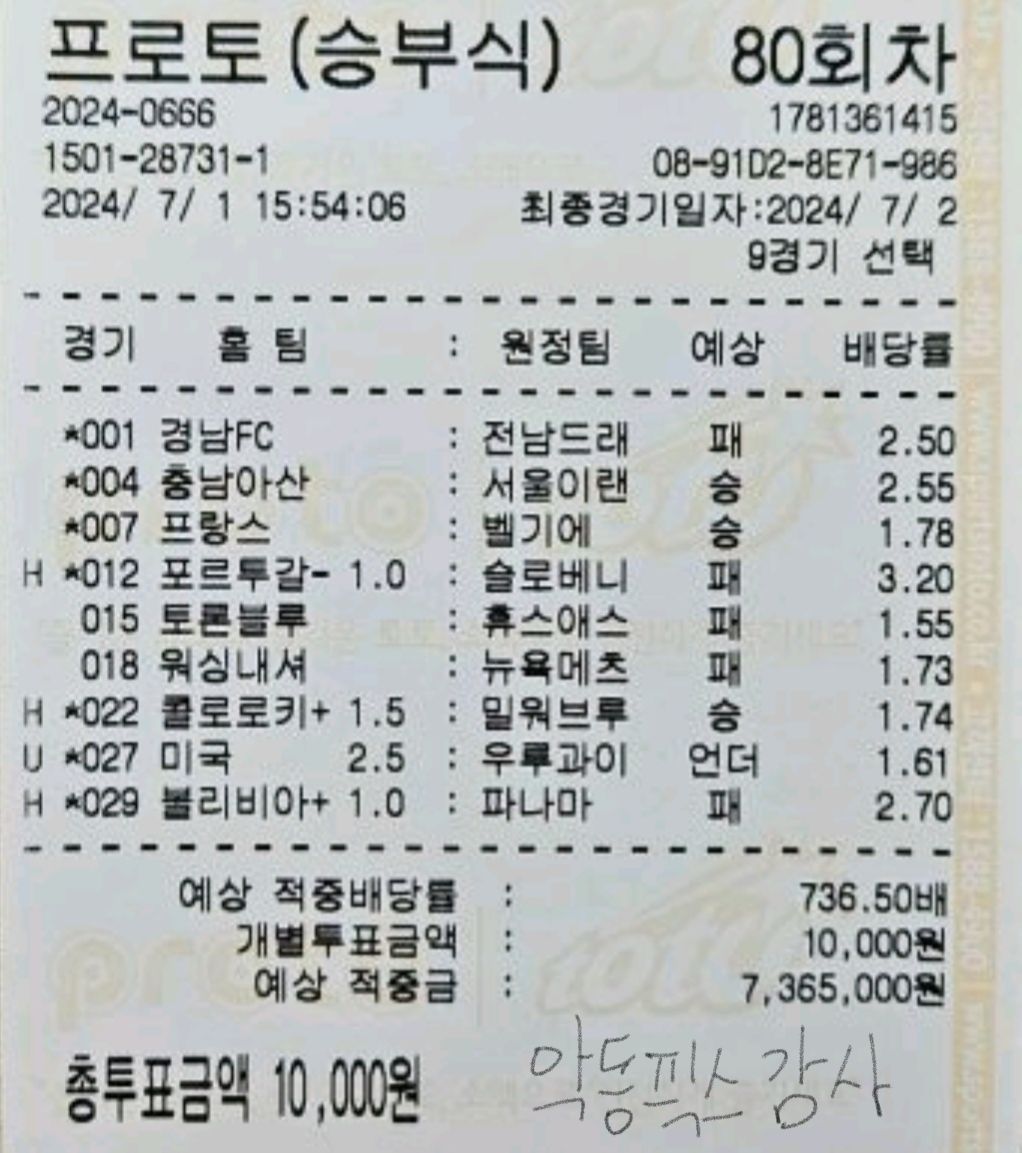 프로토(승부식) 80회차
2024-0666 1781361415
1501-28731-1 08-91D2-8E71-986
2024/ 7/ 1 15:54:06 최종경기일자:2024/ 7/ 2
9경기 선택
경기 홈 팀 : 원정팀 예상 배당률
*001 경남FC : 전남드래 패 2.50
*004 충남아산 : 서울이랜 승 2.55
*007 프랑스 : 벨기에 승 1.78
H *012 포르투갈- 1.0 : 슬로베니 패 3.20
015 토론블루 : 휴스애스 패 1.55
018 워싱내셔 : 뉴욕메츠 패 1.73
H *022 콜로로키+ 1.5 : 밀워브루 승 1.74
U *027 미국 2.5 : 우루과이 언더 1.61
H *029 볼리비아+ 1.0 : 파나마 패 2.70
예상 적중배당률 : 736.50배
개별투표금액 : 10,000원
예상 적중금 : 7,365,000원
총투표금액 10,000원 악동픽스 감사